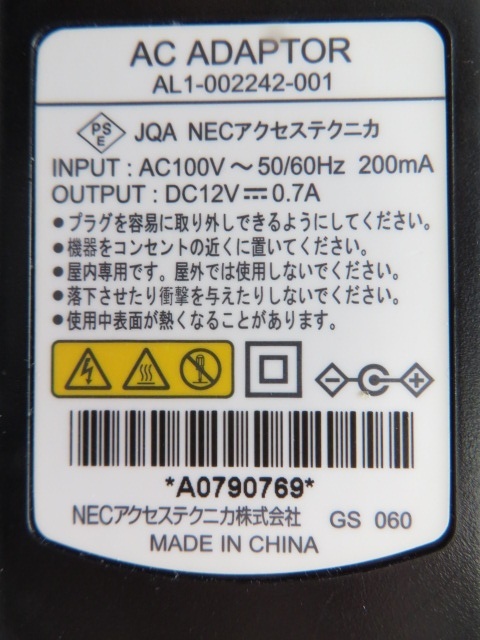 AC ADAPTOR
AL1-002242-001
PS E JQA NECアクセステクニカ
INPUT : AC100V ～ 50/60Hz 200mA
OUTPUT : DC12V⎓0.7A
●プラグを容易に取り外しできるようにしてください。
●機器をコンセントの近くに置いてください。
●屋内専用です。屋外では使用しないでください。
●落下させたり衝撃を与えたりしないでください。
●使用中表面が熱くなることがあります。
*A0790769*
NECアクセステクニカ株式会社 GS 060
MADE IN CHINA